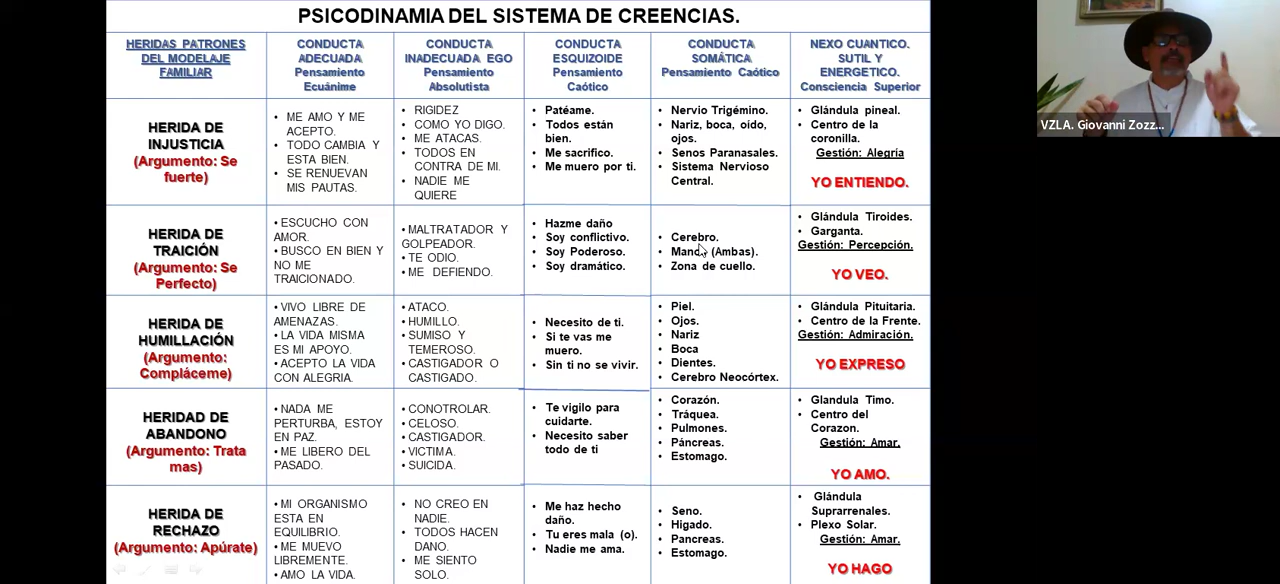 PSICODINAMIA DEL SISTEMA DE CREENCIAS.
HERIDAS PATRONES
DEL MODELAJE
FAMILIAR
CONDUCTA
ADECUADA
Pensamiento
Ecuánime
CONDUCTA
INADECUADA EGO
Pensamiento
Absolutista
CONDUCTA
ESQUIZOIDE
Pensamiento
Caótico
CONDUCTA
SOMÁTICA
Pensamiento Caótico
NEXO CUANTICO.
SUTIL Y
ENERGETICO.
Consciencia Superior
HERIDA DE
INJUSTICIA
(Argumento: Se
fuerte)
• ME AMO Y ME
ACEPTO.
• TODO CAMBIA Y
ESTA BIEN.
• SE RENUEVAN
MIS PAUTAS.
• RIGIDEZ
• COMO YO DIGO.
• ME ATACAS.
• TODOS EN
CONTRA DE MI.
• NADIE ME
QUIERE
• Patéame.
• Todos están
bien.
• Me sacrifico.
• Me muero por ti.
• Nervio Trigémino.
• Nariz, boca, oído,
ojos.
• Senos Paranasales.
• Sistema Nervioso
Central.
• Glándula pineal.
• Centro de la
coronilla.
Gestión: Alegría
YO ENTIENDO.
HERIDA DE
TRAICIÓN
(Argumento: Se
Perfecto)
• ESCUCHO CON
AMOR.
• BUSCO EN BIEN Y
NO ME
TRAICIONADO.
• MALTRATADOR Y
GOLPEADOR.
• TE ODIO.
• ME DEFIENDO.
• Hazme daño
• Soy conflictivo.
• Soy Poderoso.
• Soy dramático.
• Cerebro.
• Mano (Ambas).
• Zona de cuello.
• Glándula Tiroides.
• Garganta.
Gestión: Percepción.
YO VEO.
HERIDA DE
HUMILLACIÓN
(Argumento:
Compláceme)
• VIVO LIBRE DE
AMENAZAS.
• LA VIDA MISMA
ES MI APOYO.
• ACEPTO LA VIDA
CON ALEGRIA.
• ATACO.
• HUMILLO.
• SUMISO Y
TEMEROSO.
• CASTIGADOR O
CASTIGADO.
• Necesito de ti.
• Si te vas me
muero.
• Sin ti no se vivir.
• Piel.
• Ojos.
• Nariz
• Boca
• Dientes.
• Cerebro Neocórtex.
• Glándula Pituitaria.
• Centro de la Frente.
Gestión: Admiración.
YO EXPRESO
HERIDAD DE
ABANDONO
(Argumento: Trata
mas)
• NADA ME
PERTURBA, ESTOY
EN PAZ.
• ME LIBERO DEL
PASADO.
• CONOTROLAR.
• CELOSO.
• CASTIGADOR.
• VICTIMA.
• SUICIDA.
• Te vigilo para
cuidarte.
• Necesito saber
todo de ti
• Corazón.
• Tráquea.
• Pulmones.
• Páncreas.
• Estomago.
• Glandula Timo.
• Centro del
Corazon.
Gestión: Amar.
YO AMO.
HERIDA DE
RECHAZO
(Argumento: Apúrate)
• MI ORGANISMO
ESTA EN
EQUILIBRIO.
• ME MUEVO
LIBREMENTE.
• AMO LA VIDA.
• NO CREO EN
NADIE.
• TODOS HACEN
DANO.
• ME SIENTO
SOLO.
• Me haz hecho
daño.
• Tu eres mala (o).
• Nadie me ama.
• Seno.
• Higado.
• Pancreas.
• Estomago.
• Glándula
Suprarrenales.
• Plexo Solar.
Gestión: Amar.
YO HAGO
VZLA. Giovanni Zozz...